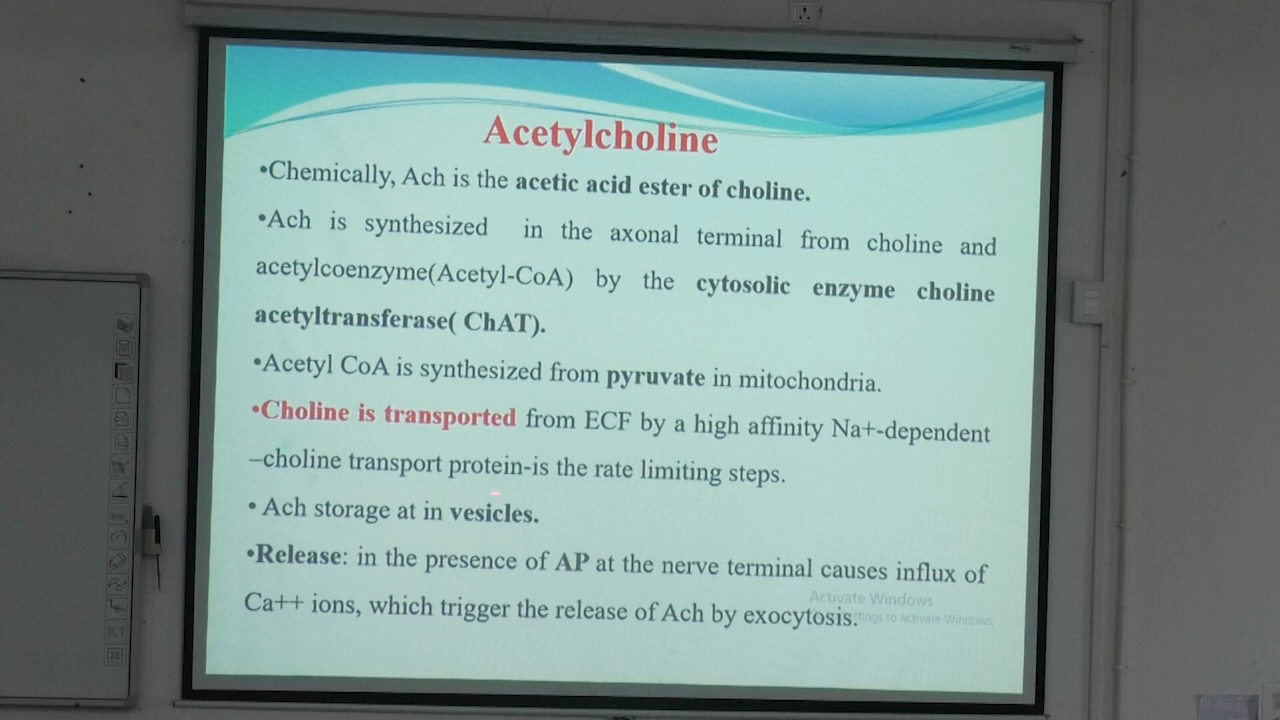 Acetylcholine
•Chemically, Ach is the acetic acid ester of choline.
•Ach is synthesized in the axonal terminal from choline and
acetylcoenzyme(Acetyl-CoA) by the cytosolic enzyme choline
acetyltransferase( ChAT).
•Acetyl CoA is synthesized from pyruvate in mitochondria.
•Choline is transported from ECF by a high affinity Na+-dependent
–choline transport protein-is the rate limiting steps.
• Ach storage at in vesicles.
•Release: in the presence of AP at the nerve terminal causes influx of
Ca++ ions, which trigger the release of Ach by exocytosis.
Activate Windows
to activate Windows.